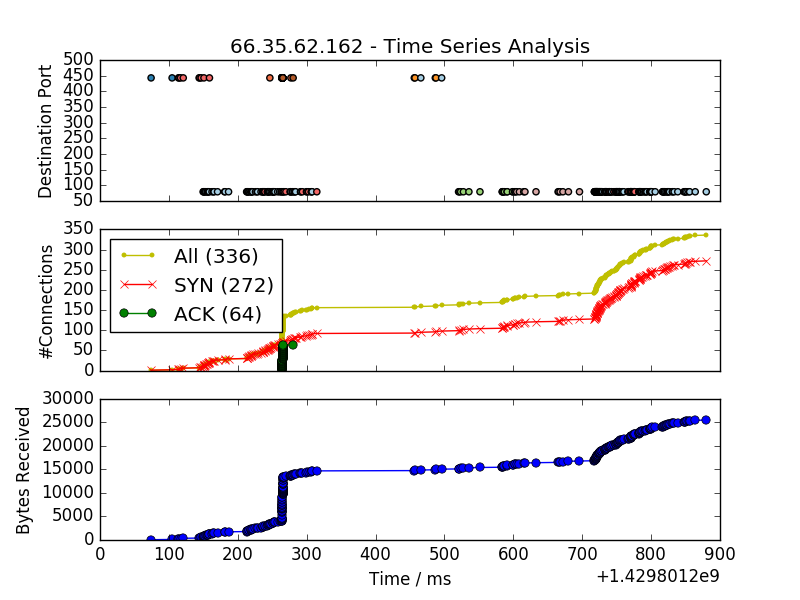 66.35.62.162 - Time Series Analysis
Destination Port
500
450
400
350
300
250
200
150
100
50
#Connections
350
300
250
200
150
100
50
0
All (336)
SYN (272)
ACK (64)
Bytes Received
30000
25000
20000
15000
10000
5000
0
0 100 200 300 400 500 600 700 800 900
Time / ms
+1.4298012e9